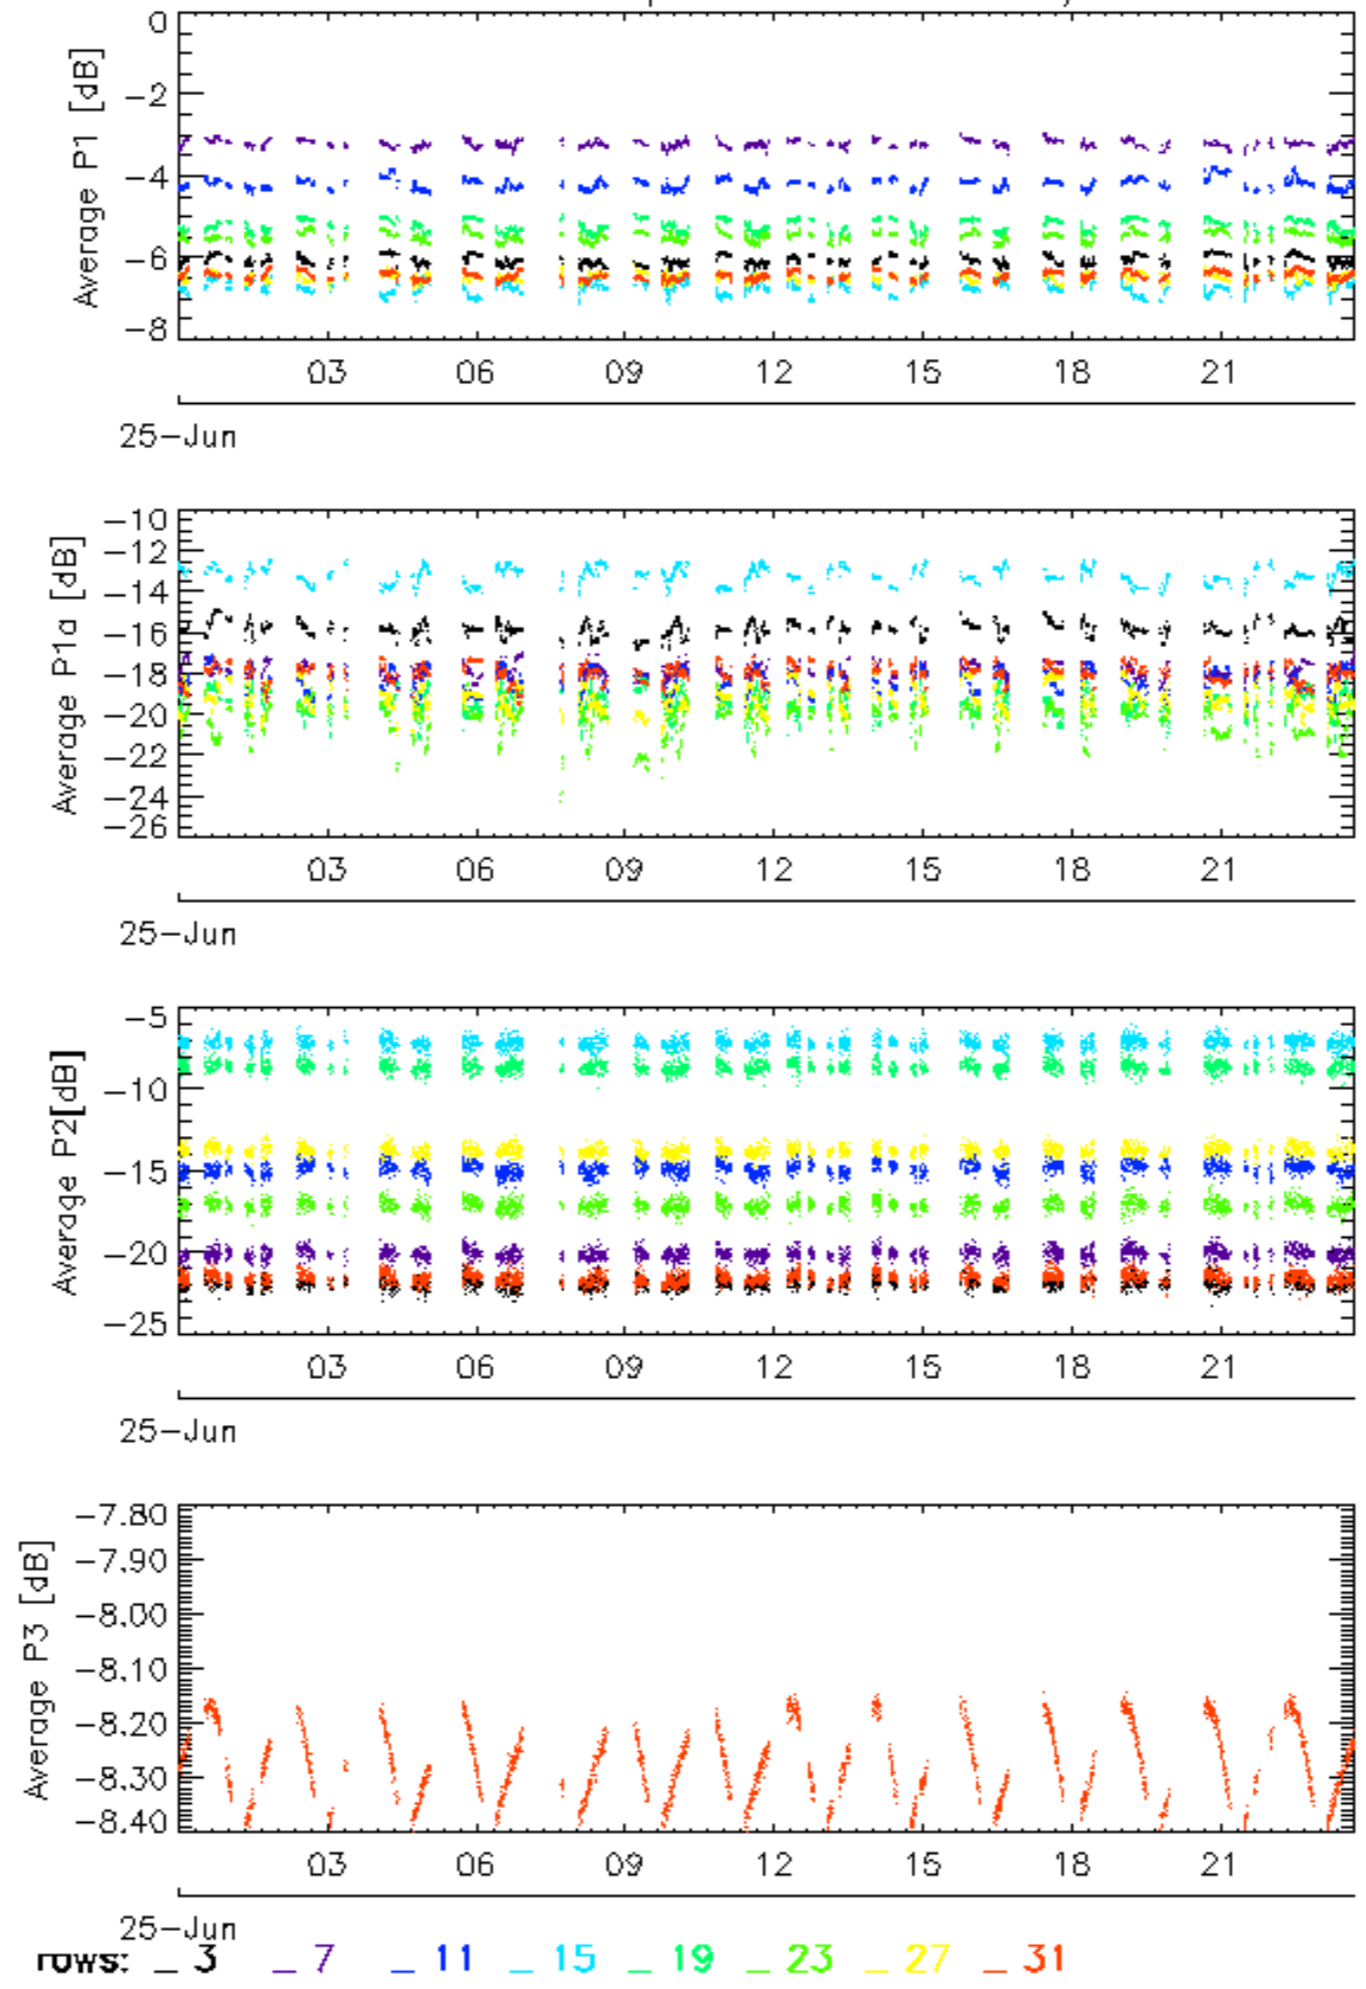 0
-2
-4
-6
-8
Average P1 [dB]
03 06 09 12 15 18 21
25-Jun
-10
-12
-14
-16
-18
-20
-22
-24
-26
Average P1a [dB]
03 06 09 12 15 18 21
25-Jun
-5
-10
-15
-20
-25
Average P2[dB]
03 06 09 12 15 18 21
25-Jun
-7.80
-7.90
-8.00
-8.10
-8.20
-8.30
-8.40
Average P3 [dB]
03 06 09 12 15 18 21
25-Jun
rows: _ 3 _ 7 _ 11 _ 15 _ 19 _ 23 _ 27 _ 31